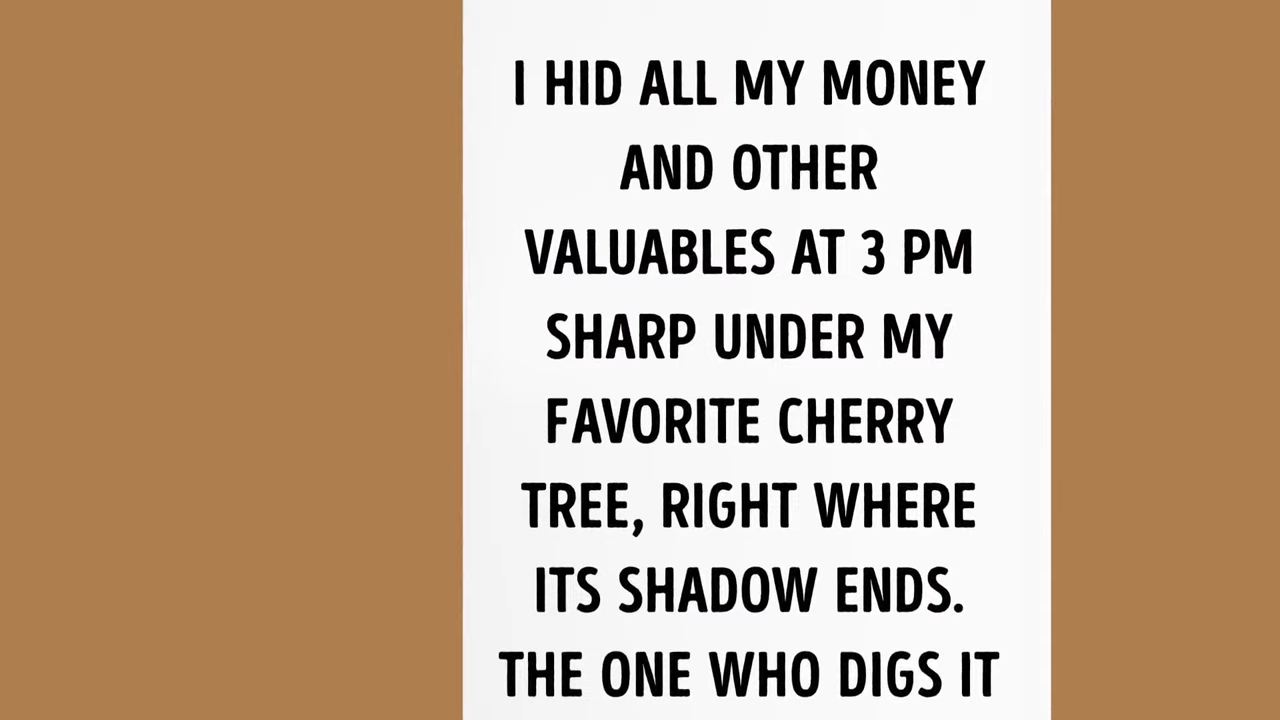 I HID ALL MY MONEY
AND OTHER
VALUABLES AT 3 PM
SHARP UNDER MY
FAVORITE CHERRY
TREE, RIGHT WHERE
ITS SHADOW ENDS.
THE ONE WHO DIGS IT